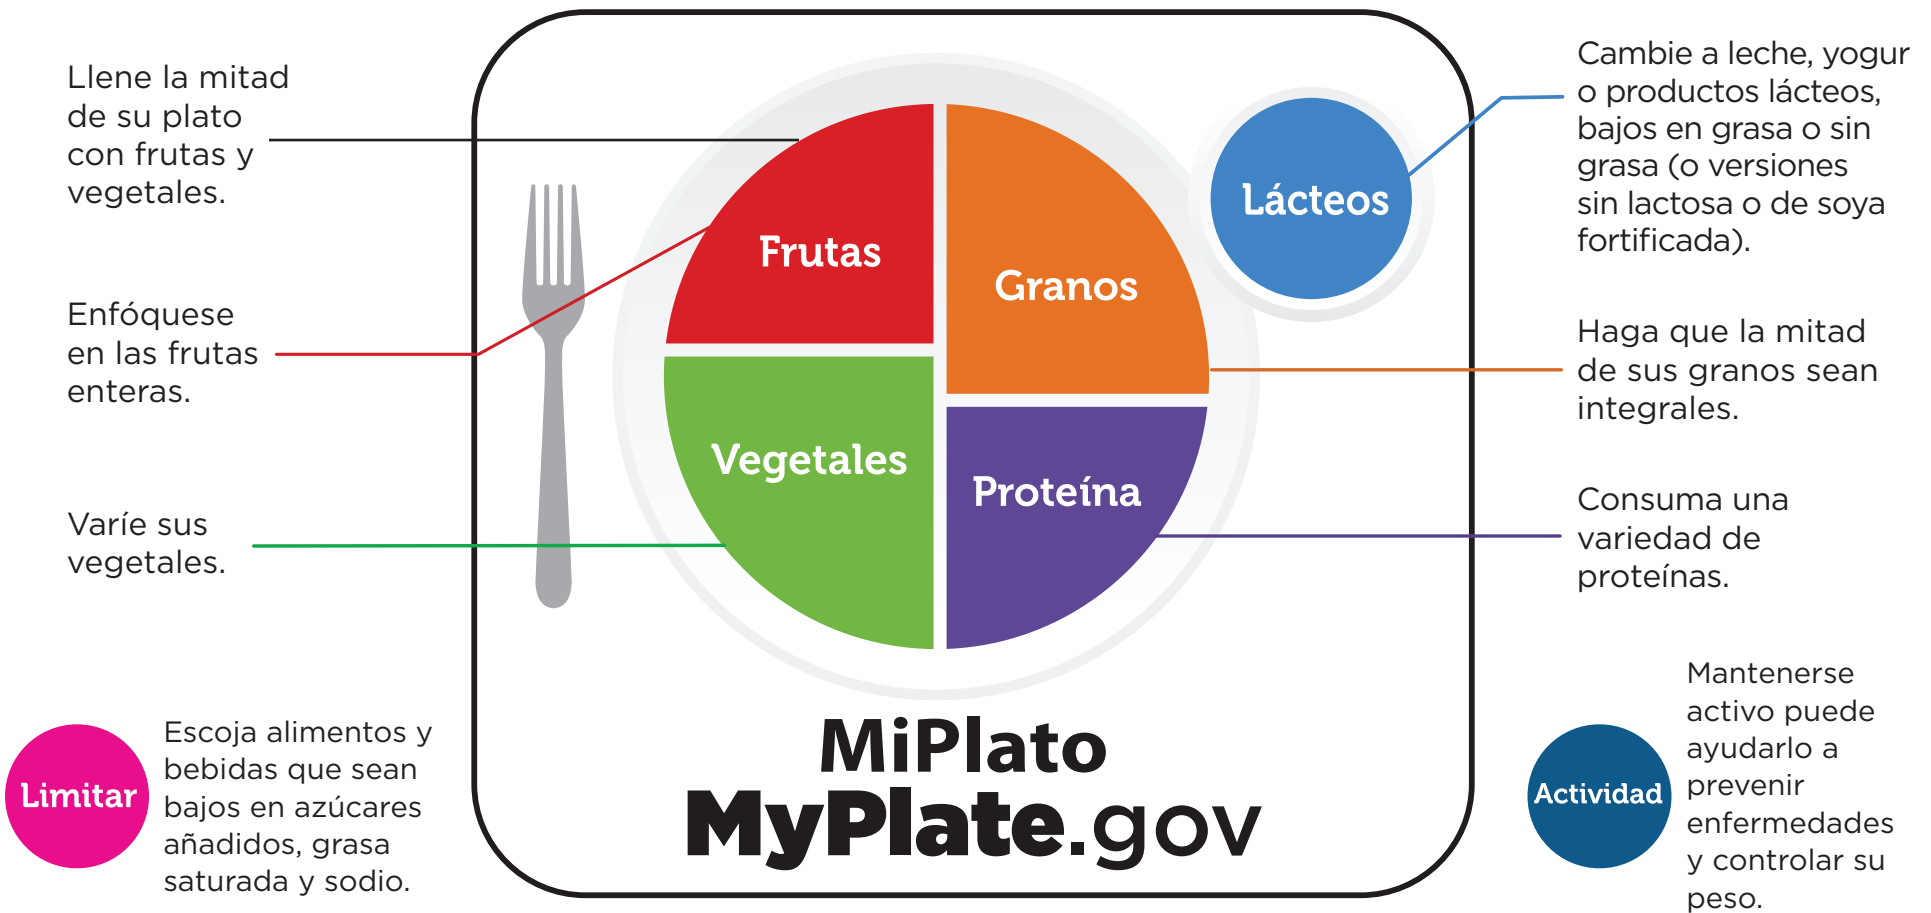 Llene la mitad
de su plato
con frutas y
vegetales.
Enfóquese
en las frutas
enteras.
Varíe sus
vegetales.
Frutas
Granos
Vegetales
Proteína
Lácteos
Cambie a leche, yogur
o productos lácteos,
bajos en grasa o sin
grasa (o versiones
sin lactosa o de soya
fortificada).
Haga que la mitad
de sus granos sean
integrales.
Consuma una
variedad de
proteínas.
MiPlato
MyPlate.gov
Limitar
Escoja alimentos y
bebidas que sean
bajos en azúcares
añadidos, grasa
saturada y sodio.
Actividad
Mantenerse
activo puede
ayudarlo a
prevenir
enfermedades
y controlar su
peso.